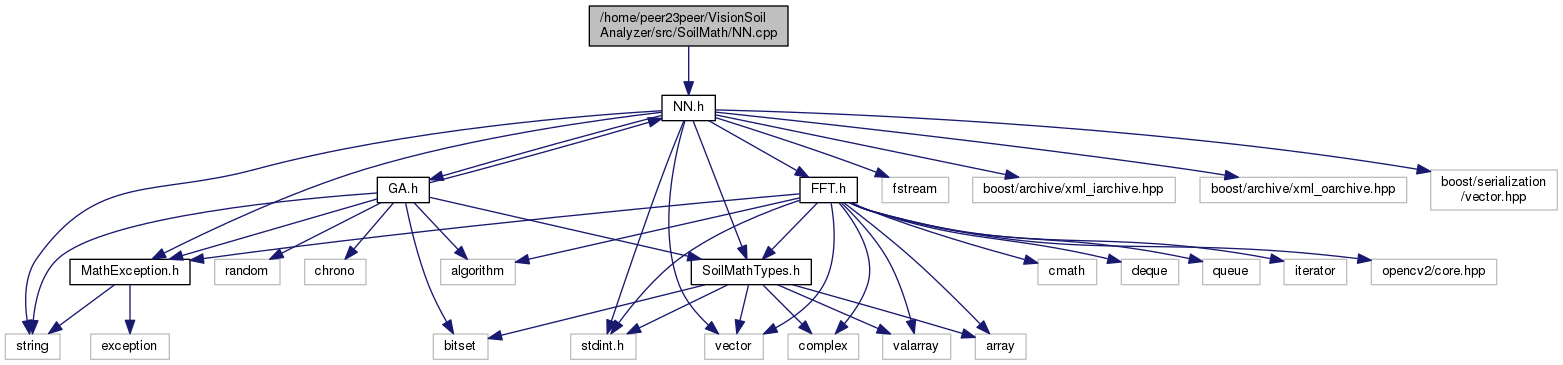 /home/peer23peer/VisionSoil
Analyzer/src/SoilMath/NN.cpp
NN.h
GA.h
FFT.h
fstream
boost/archive/xml_iarchive.hpp
boost/archive/xml_oarchive.hpp
boost/serialization
/vector.hpp
MathException.h
random
chrono
algorithm
SoilMathTypes.h
cmath
deque
queue
iterator
opencv2/core.hpp
string
exception
bitset
stdint.h
vector
complex
valarray
array